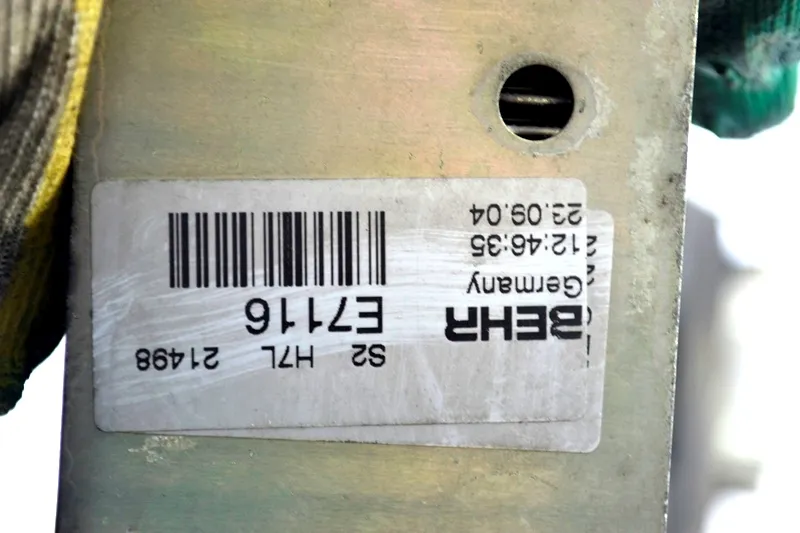 S2 H7L 21498
BEHR
E7116
Germany
12:46:35
23.09.04